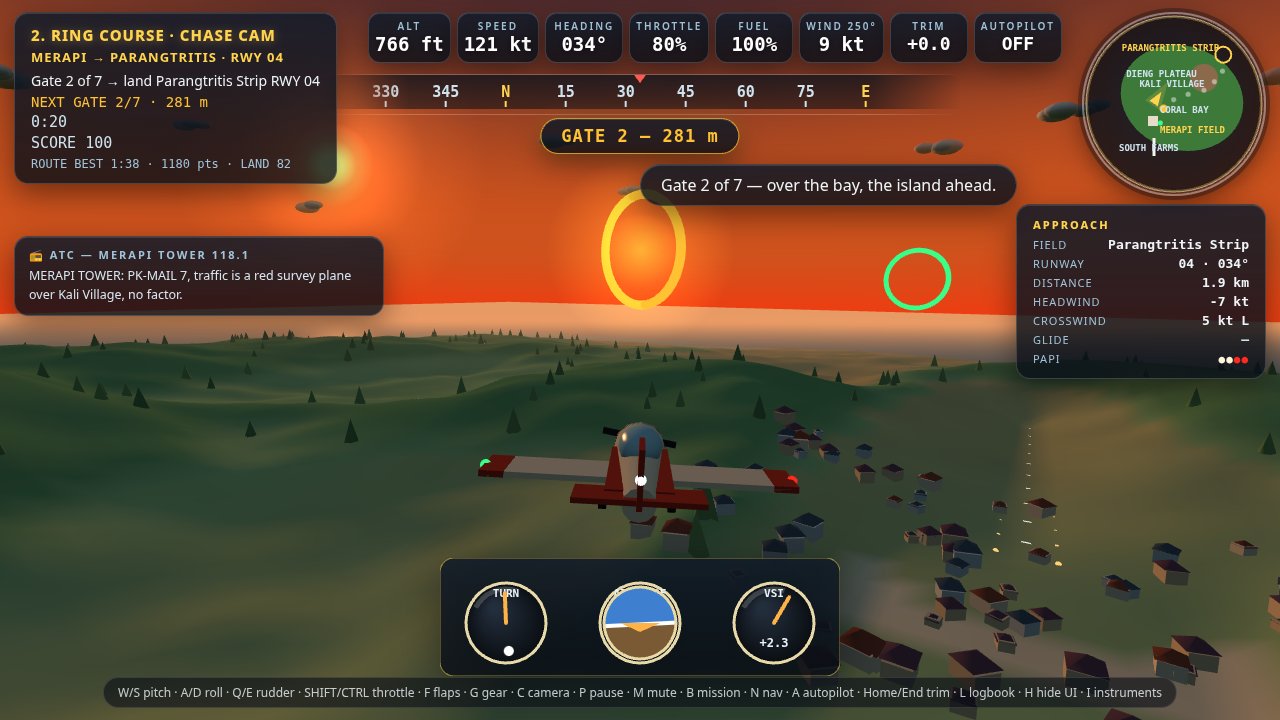 2. RING COURSE · CHASE CAM
MERAPI → PARANGTRITIS · RWY 04
Gate 2 of 7 → land Parangtritis Strip RWY 04
NEXT GATE 2/7 · 281 m
0:20
SCORE 100
ROUTE BEST 1:38 · 1180 pts · LAND 82
ALT
766 ft
SPEED
121 kt
HEADING
034°
THROTTLE
80%
FUEL
100%
WIND 250°
9 kt
TRIM
+0.0
AUTOPILOT
OFF
330 345 N 15 30 45 60 75 E
GATE 2 — 281 m
Gate 2 of 7 — over the bay, the island ahead.
PARANGTRITIS STRIP
DIENG PLATEAU
KALI VILLAGE
CORAL BAY
MERAPI FIELD
SOUTH FARMS
📻 ATC — MERAPI TOWER 118.1
MERAPI TOWER: PK-MAIL 7, traffic is a red survey plane
over Kali Village, no factor.
APPROACH
FIELD Parangtritis Strip
RUNWAY 04 · 034°
DISTANCE 1.9 km
HEADWIND -7 kt
CROSSWIND 5 kt L
GLIDE —
PAPI
TURN
VSI
+2.3
W/S pitch · A/D roll · Q/E rudder · SHIFT/CTRL throttle · F flaps · G gear · C camera · P pause · M mute · B mission · N nav · A autopilot · Home/End trim · L logbook · H hide UI · I instruments